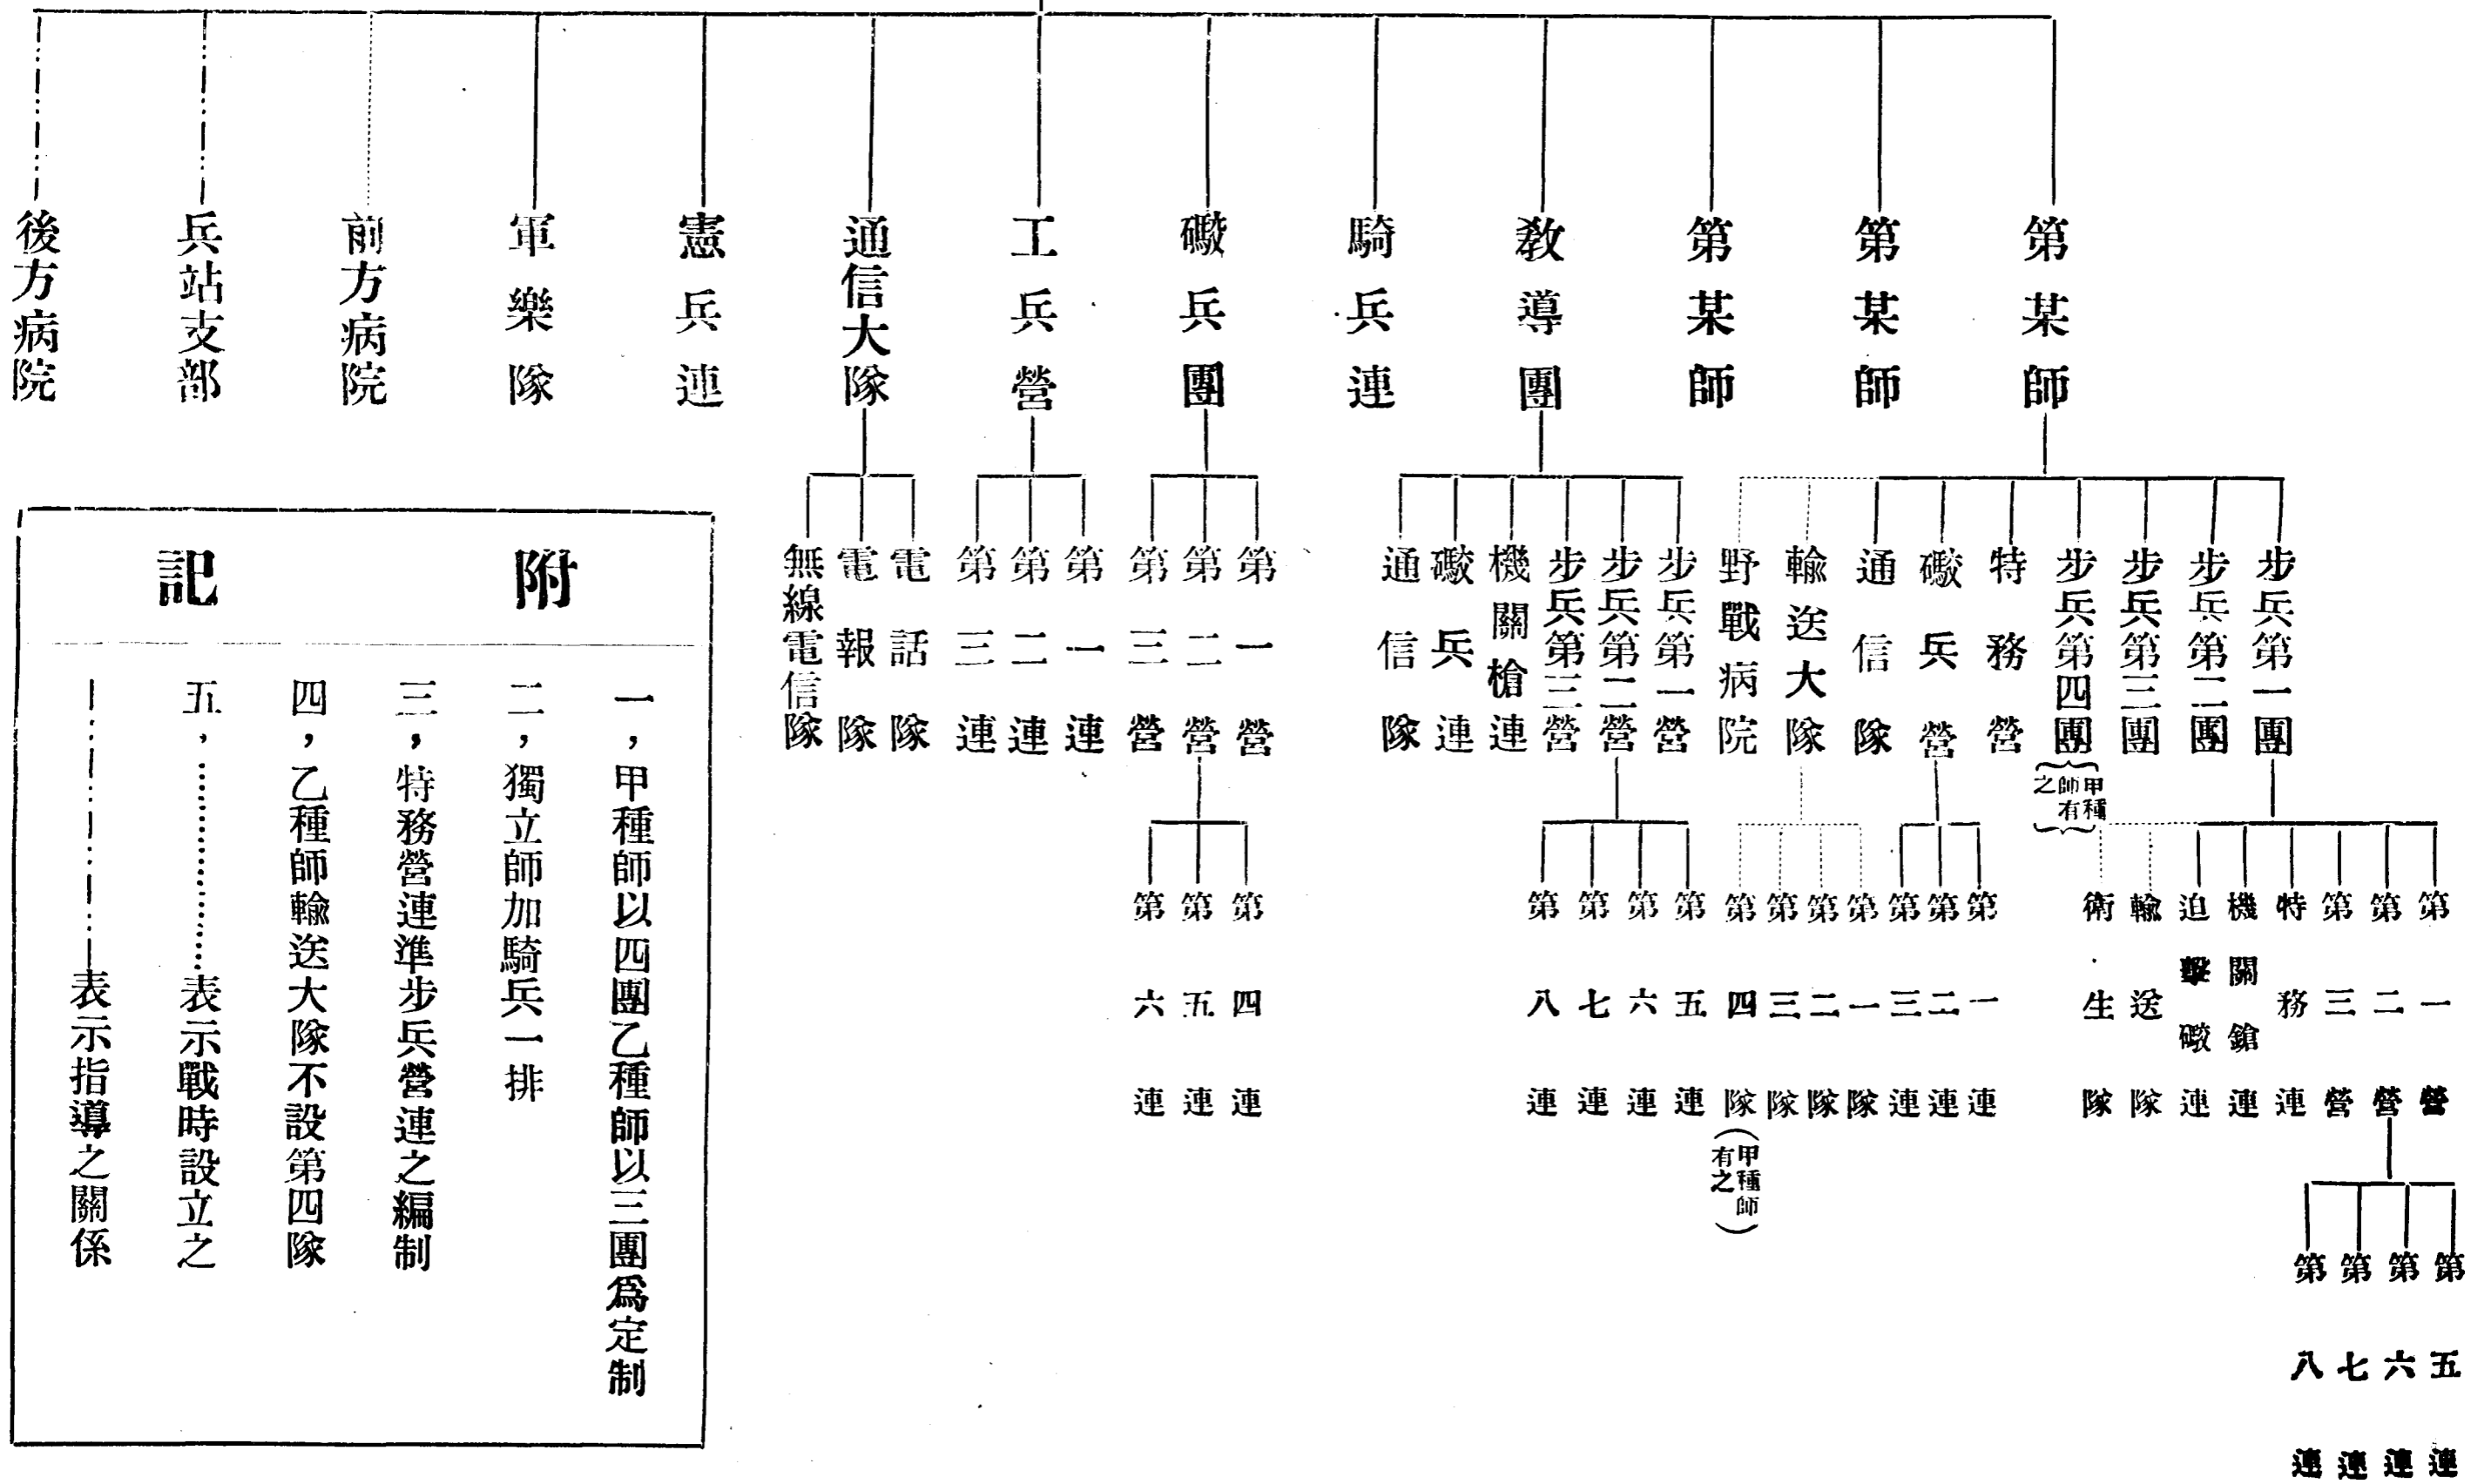 第某師
第某師
第某師
教導團
騎兵連
礮兵團
工兵營
通信大隊
憲兵連
軍樂隊
前方病院
兵站支部
後方病院
步兵第一團
步兵第二團
步兵第三團
步兵第四團
(甲種師有之)
特務營
礮兵營
通信隊
輸送大隊
野戰病院
步兵第一營
步兵第二營
步兵第三營
機關槍連
礮兵連
通信隊
第一營
第二營
第三營
第一連
第二連
第三連
電話隊
電報隊
無線電信隊
第一營
第二營
第三營
特務連
機關鎗連
迫擊礮連
輸送隊
衛生隊
第一連
第二連
第三連
第一隊
第二隊
第三隊
第四隊(甲種師有之)
第五連
第六連
第七連
第八連
第四連
第五連
第六連
第五連
第六連
第七連
第八連
附記
一，甲種師以四團乙種師以三團爲定制
二，獨立師加騎兵一排
三，特務營連準步兵營連之編制
四，乙種師輸送大隊不設第四隊
五，………………表示戰時設立之
—·—·—·—表示指導之關係